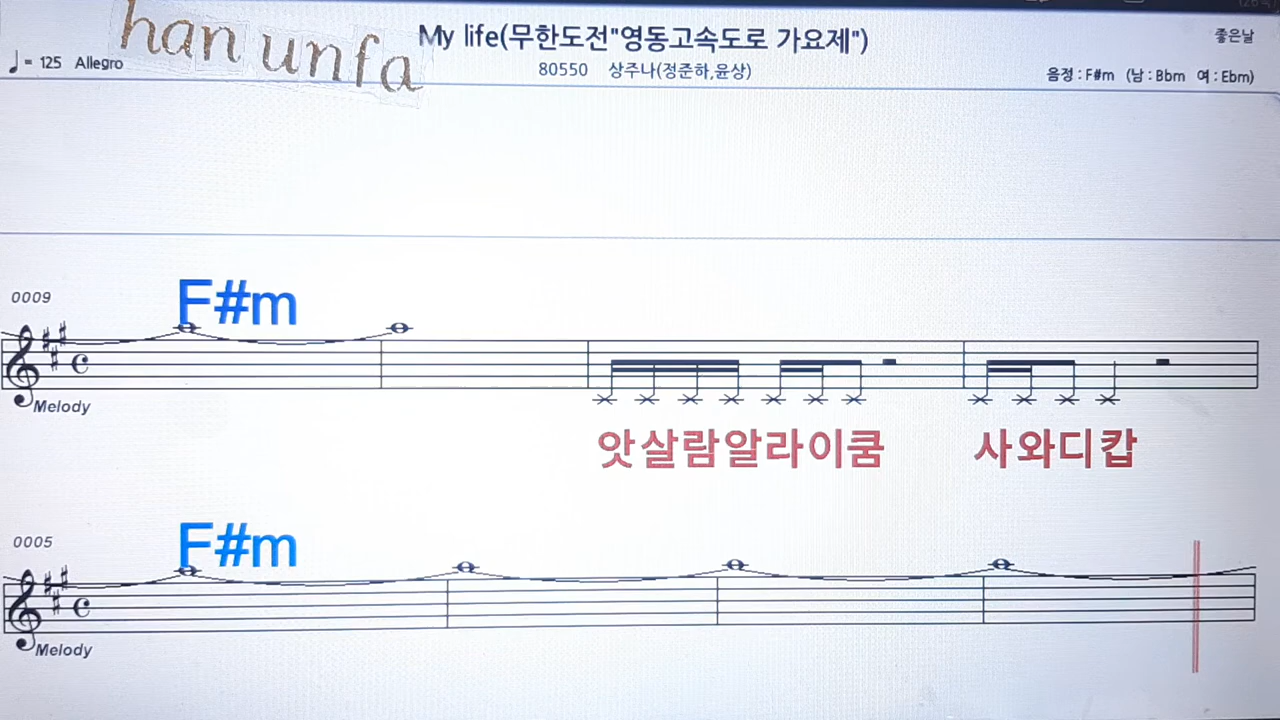 han unfa
My life(무한도전"영동고속도로 가요제")
좋은날
♩= 125 Allegro
80550 상주나(정준하,윤상)
음정 : F#m (남 : Bbm 여 : Ebm)
0009
F#m
Melody
앗살람알라이쿰 사와디캅
0005
F#m
Melody